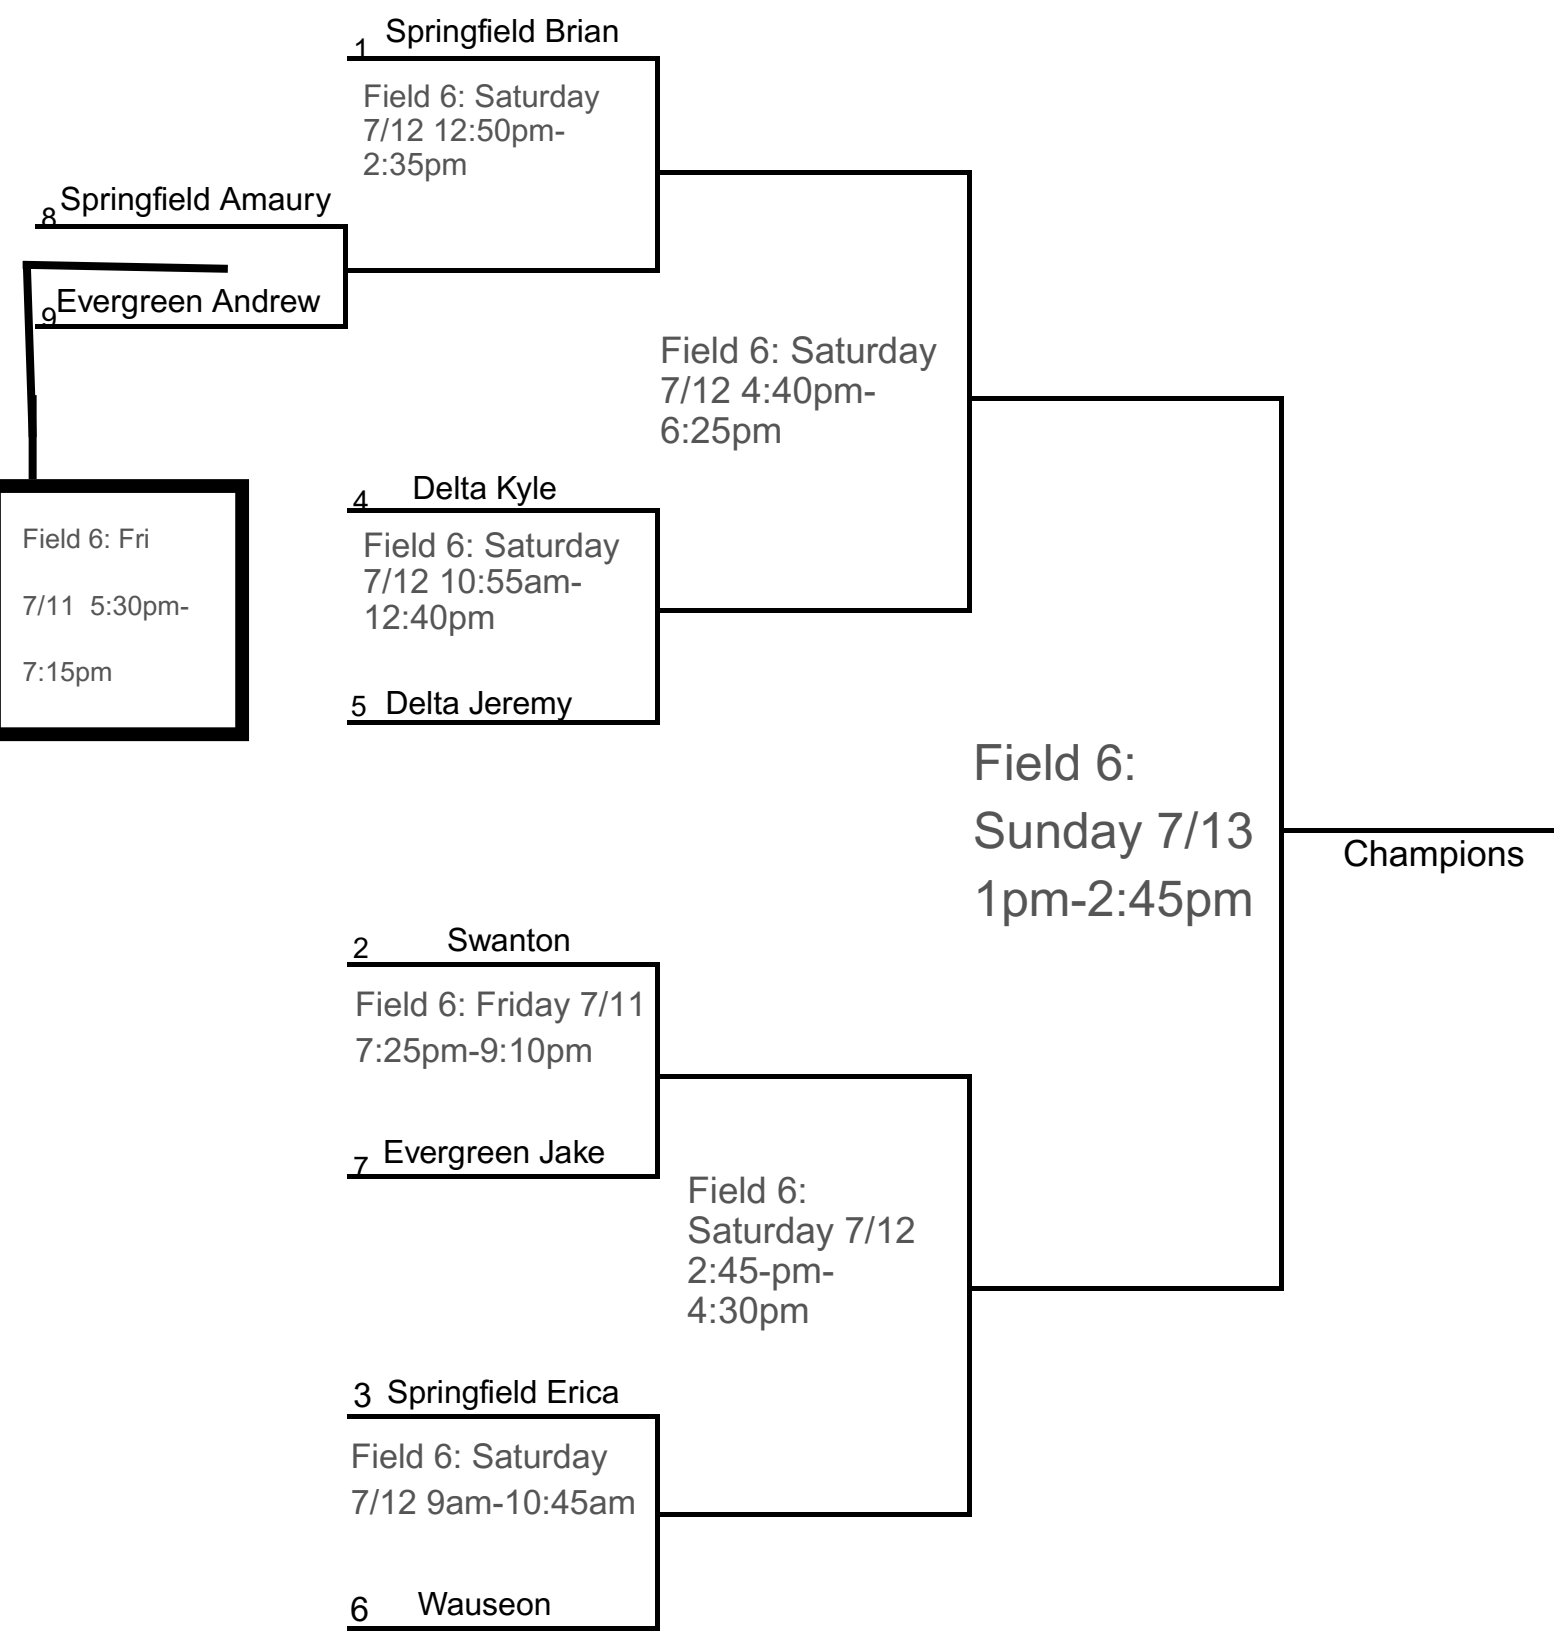 1 Springfield Brian
Field 6: Saturday
7/12 12:50pm-
2:35pm
8 Springfield Amaury
9 Evergreen Andrew
Field 6: Saturday
7/12 4:40pm-
6:25pm
4 Delta Kyle
Field 6: Saturday
7/12 10:55am-
12:40pm
5 Delta Jeremy
Field 6: Fri
7/11 5:30pm-
7:15pm
Field 6:
Sunday 7/13
1pm-2:45pm
Champions
2 Swanton
Field 6: Friday 7/11
7:25pm-9:10pm
7 Evergreen Jake
Field 6:
Saturday 7/12
2:45-pm-
4:30pm
3 Springfield Erica
Field 6: Saturday
7/12 9am-10:45am
6 Wauseon